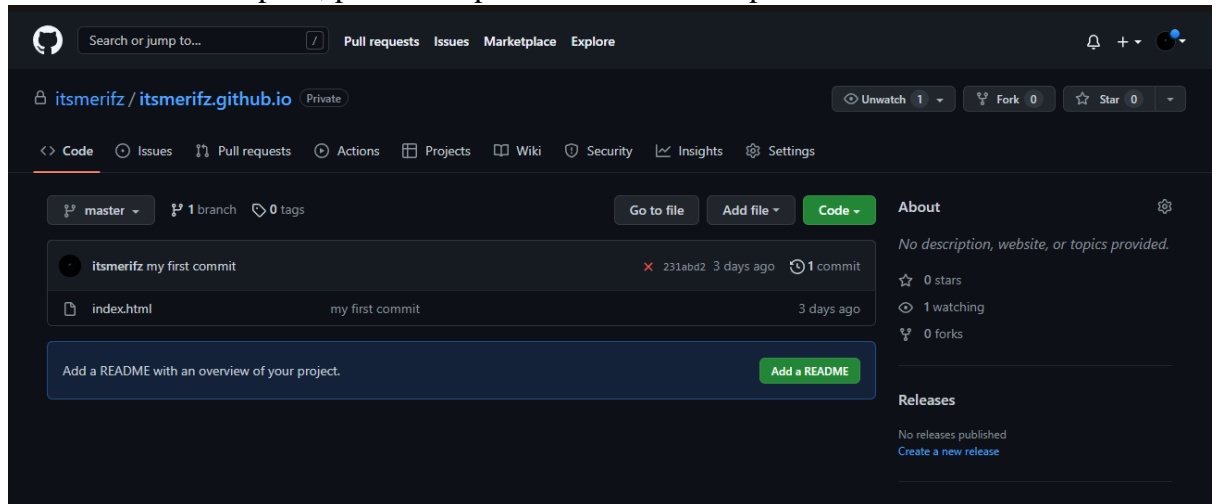 Search or jump to... / Pull requests Issues Marketplace Explore
itsmerifz / itsmerifz.github.io Private
Unwatch 1 Fork 0 Star 0
Code Issues Pull requests Actions Projects Wiki Security Insights Settings
master 1 branch 0 tags Go to file Add file Code
itsmerifz my first commit 231abd2 3 days ago 1 commit
index.html my first commit 3 days ago
Add a README with an overview of your project. Add a README
About
No description, website, or topics provided.
0 stars
1 watching
0 forks
Releases
No releases published
Create a new release